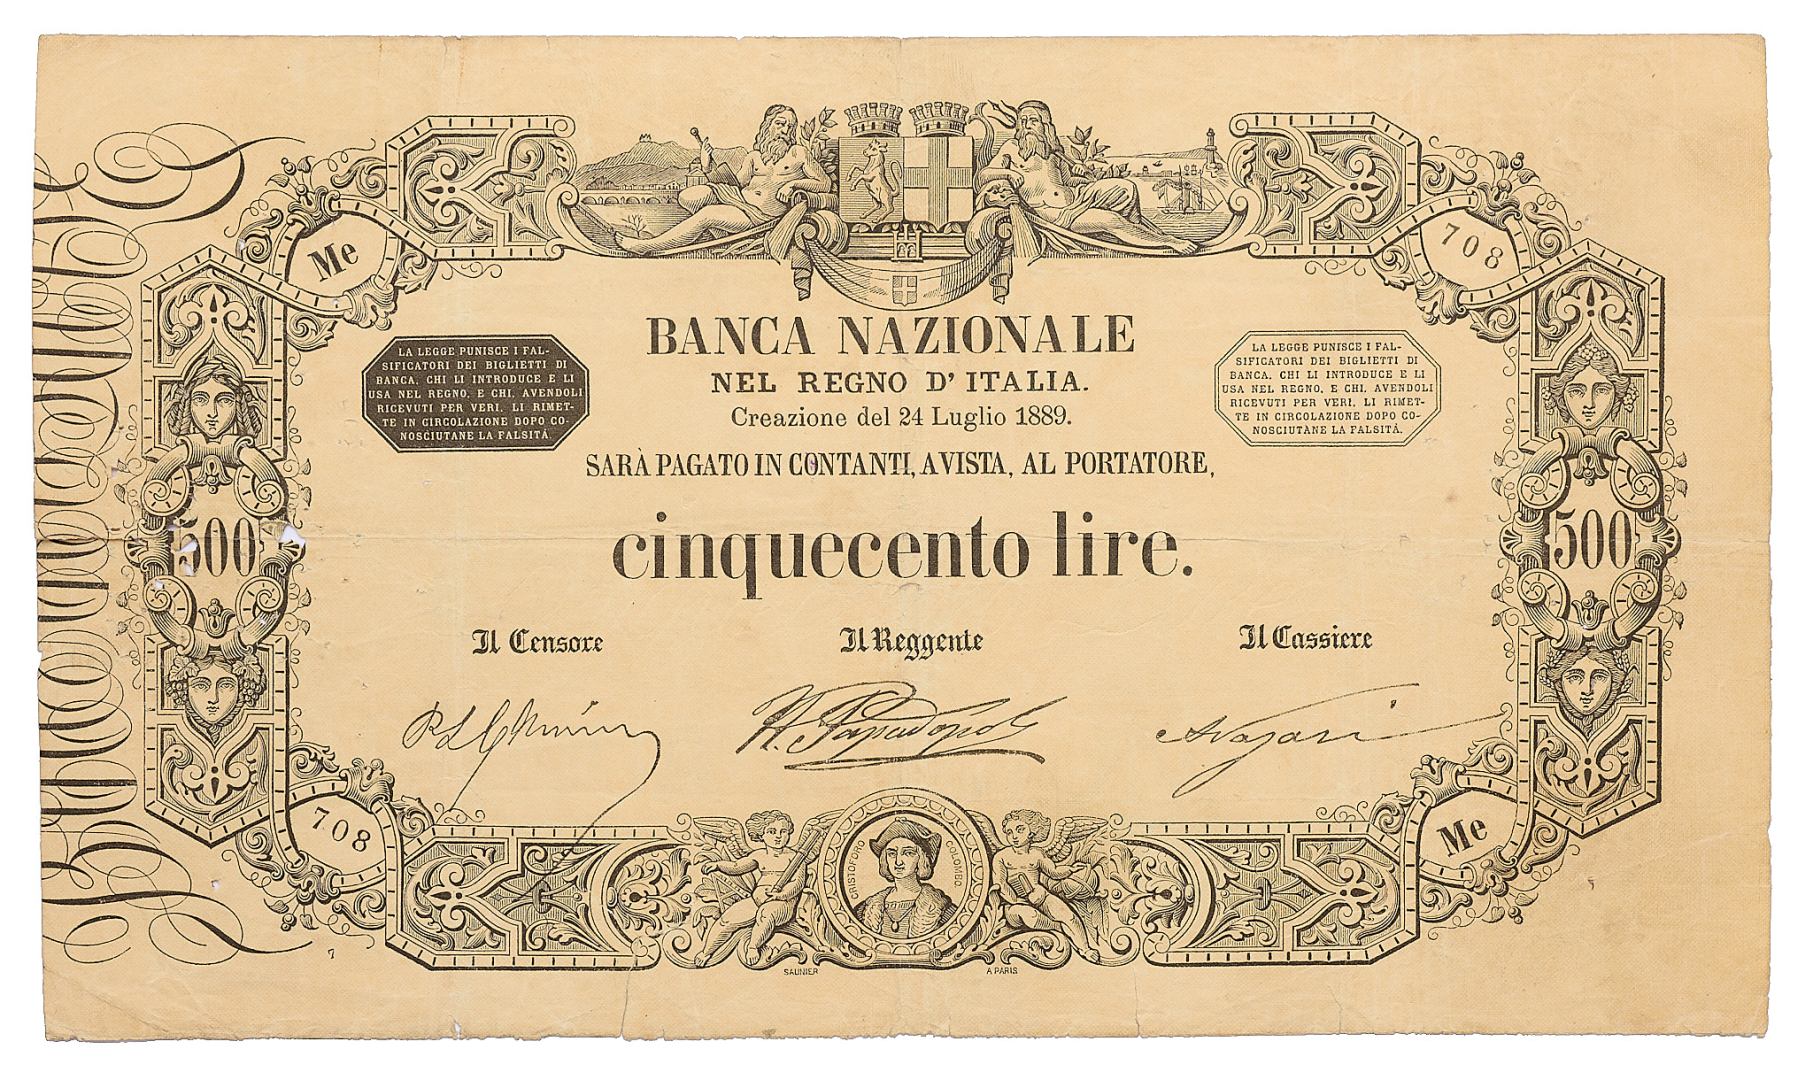 Me
708
BANCA NAZIONALE
NEL REGNO D'ITALIA.
Creazione del 24 Luglio 1889.
LA LEGGE PUNISCE I FAL-
SIFICATORI DEI BIGLIETTI DI
BANCA, CHI LI INTRODUCE E LI
USA NEL REGNO, E CHI, AVENDOLI
RICEVUTI PER VERI, LI RIMET-
TE IN CIRCOLAZIONE DOPO CO-
NOSCIUTANE LA FALSITÀ.
LA LEGGE PUNISCE I FAL-
SIFICATORI DEI BIGLIETTI DI
BANCA, CHI LI INTRODUCE E LI
USA NEL REGNO, E CHI, AVENDOLI
RICEVUTI PER VERI, LI RIMET-
TE IN CIRCOLAZIONE DOPO CO-
NOSCIUTANE LA FALSITÀ.
SARÀ PAGATO IN CONTANTI, A VISTA, AL PORTATORE,
500
cinquecento lire.
500
Il Censore
Il Reggente
Il Cassiere
708
Me
CRISTOFORO COLOMBO.
SAUNIER
A PARIS